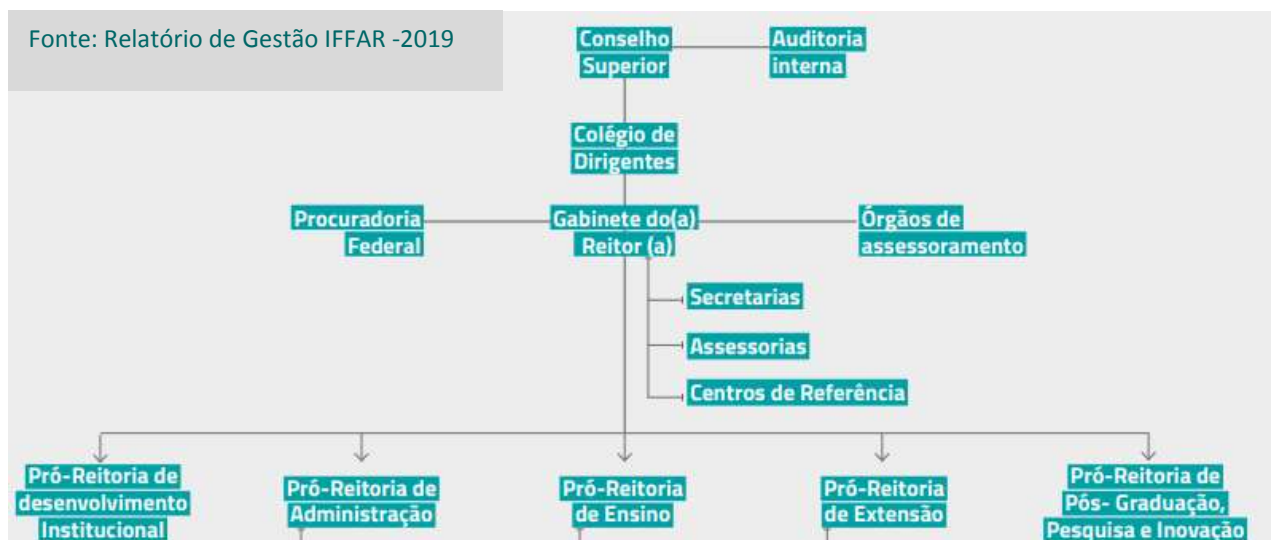 Fonte: Relatório de Gestão IFFAR -2019
Conselho
Superior
Auditoria
interna
Colégio de
Dirigentes
Procuradoria
Federal
Gabinete do(a)
Reitor (a)
Órgãos de
assessoramento
Secretarias
Assessorias
Centros de Referência
Pró-Reitoria de
desenvolvimento
Institucional
Pró-Reitoria de
Administração
Pró-Reitoria
de Ensino
Pró-Reitoria
de Extensão
Pró-Reitoria de
Pós- Graduação,
Pesquisa e Inovação